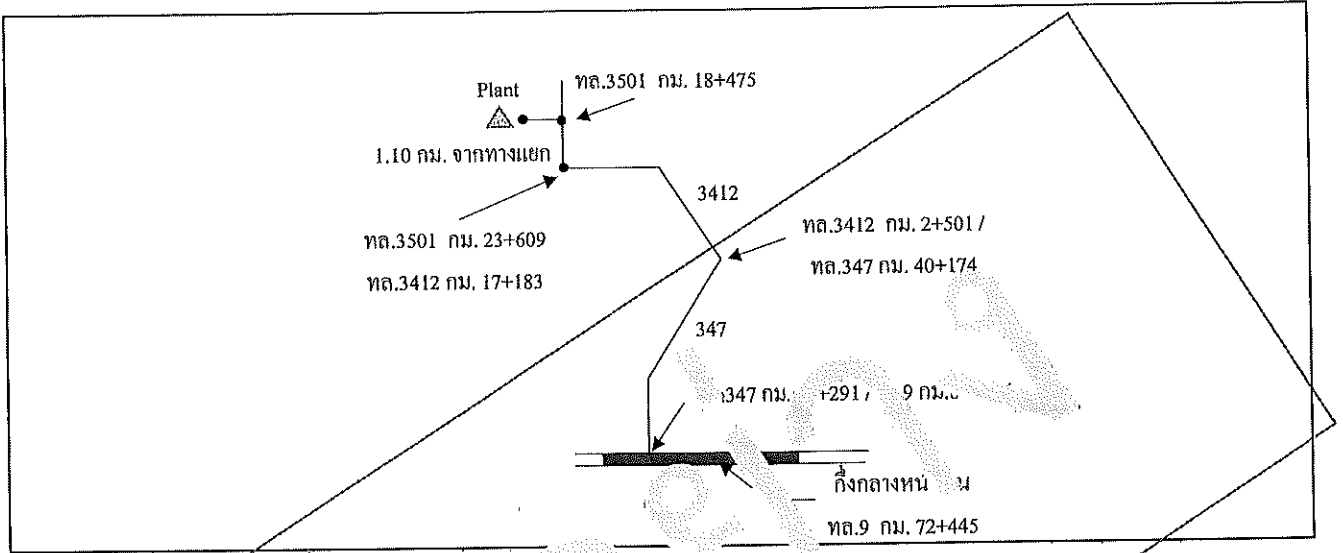 Plant
ทล.3501 กม. 18+475
1.10 กม. จากทางแยก
3412
ทล.3501 กม. 23+609
ทล.3412 กม. 17+183
ทล.3412 กม. 2+501 /
ทล.347 กม. 40+174
347
347 กม. +291 / 9 กม.
กึ่งกลาง
ทล.9 กม. 72+445